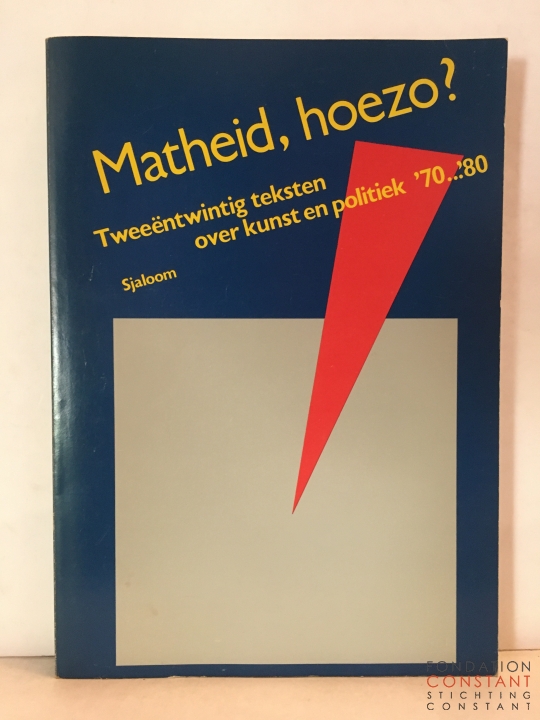 Matheid, hoezo?
Tweeëntwintig teksten
over kunst en politiek '70...'80
Sjaloom
FONDATION
CONSTANT
STICHTING
CONSTANT